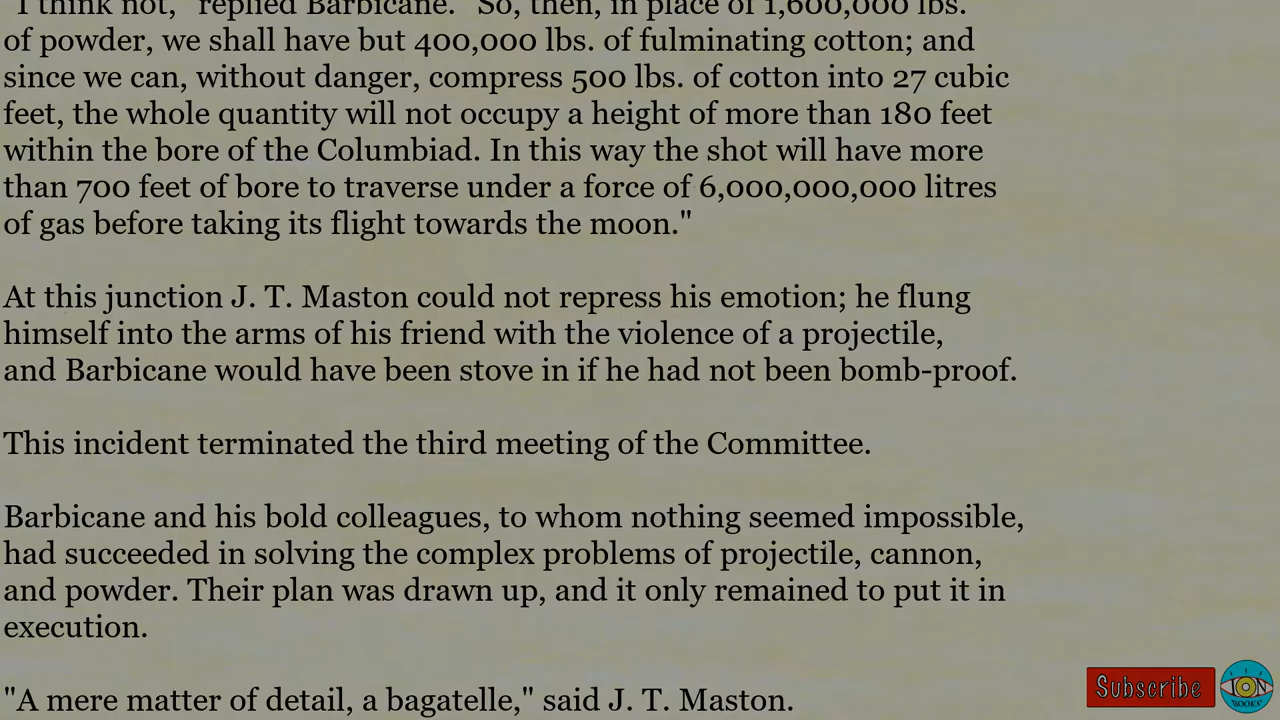 "I think not," replied Barbicane. "So, then, in place of 1,600,000 lbs.
of powder, we shall have but 400,000 lbs. of fulminating cotton; and
since we can, without danger, compress 500 lbs. of cotton into 27 cubic
feet, the whole quantity will not occupy a height of more than 180 feet
within the bore of the Columbiad. In this way the shot will have more
than 700 feet of bore to traverse under a force of 6,000,000,000 litres
of gas before taking its flight towards the moon."
At this junction J. T. Maston could not repress his emotion; he flung
himself into the arms of his friend with the violence of a projectile,
and Barbicane would have been stove in if he had not been bomb-proof.
This incident terminated the third meeting of the Committee.
Barbicane and his bold colleagues, to whom nothing seemed impossible,
had succeeded in solving the complex problems of projectile, cannon,
and powder. Their plan was drawn up, and it only remained to put it in
execution.
"A mere matter of detail, a bagatelle," said J. T. Maston.
Subscribe
ION
BOOKS